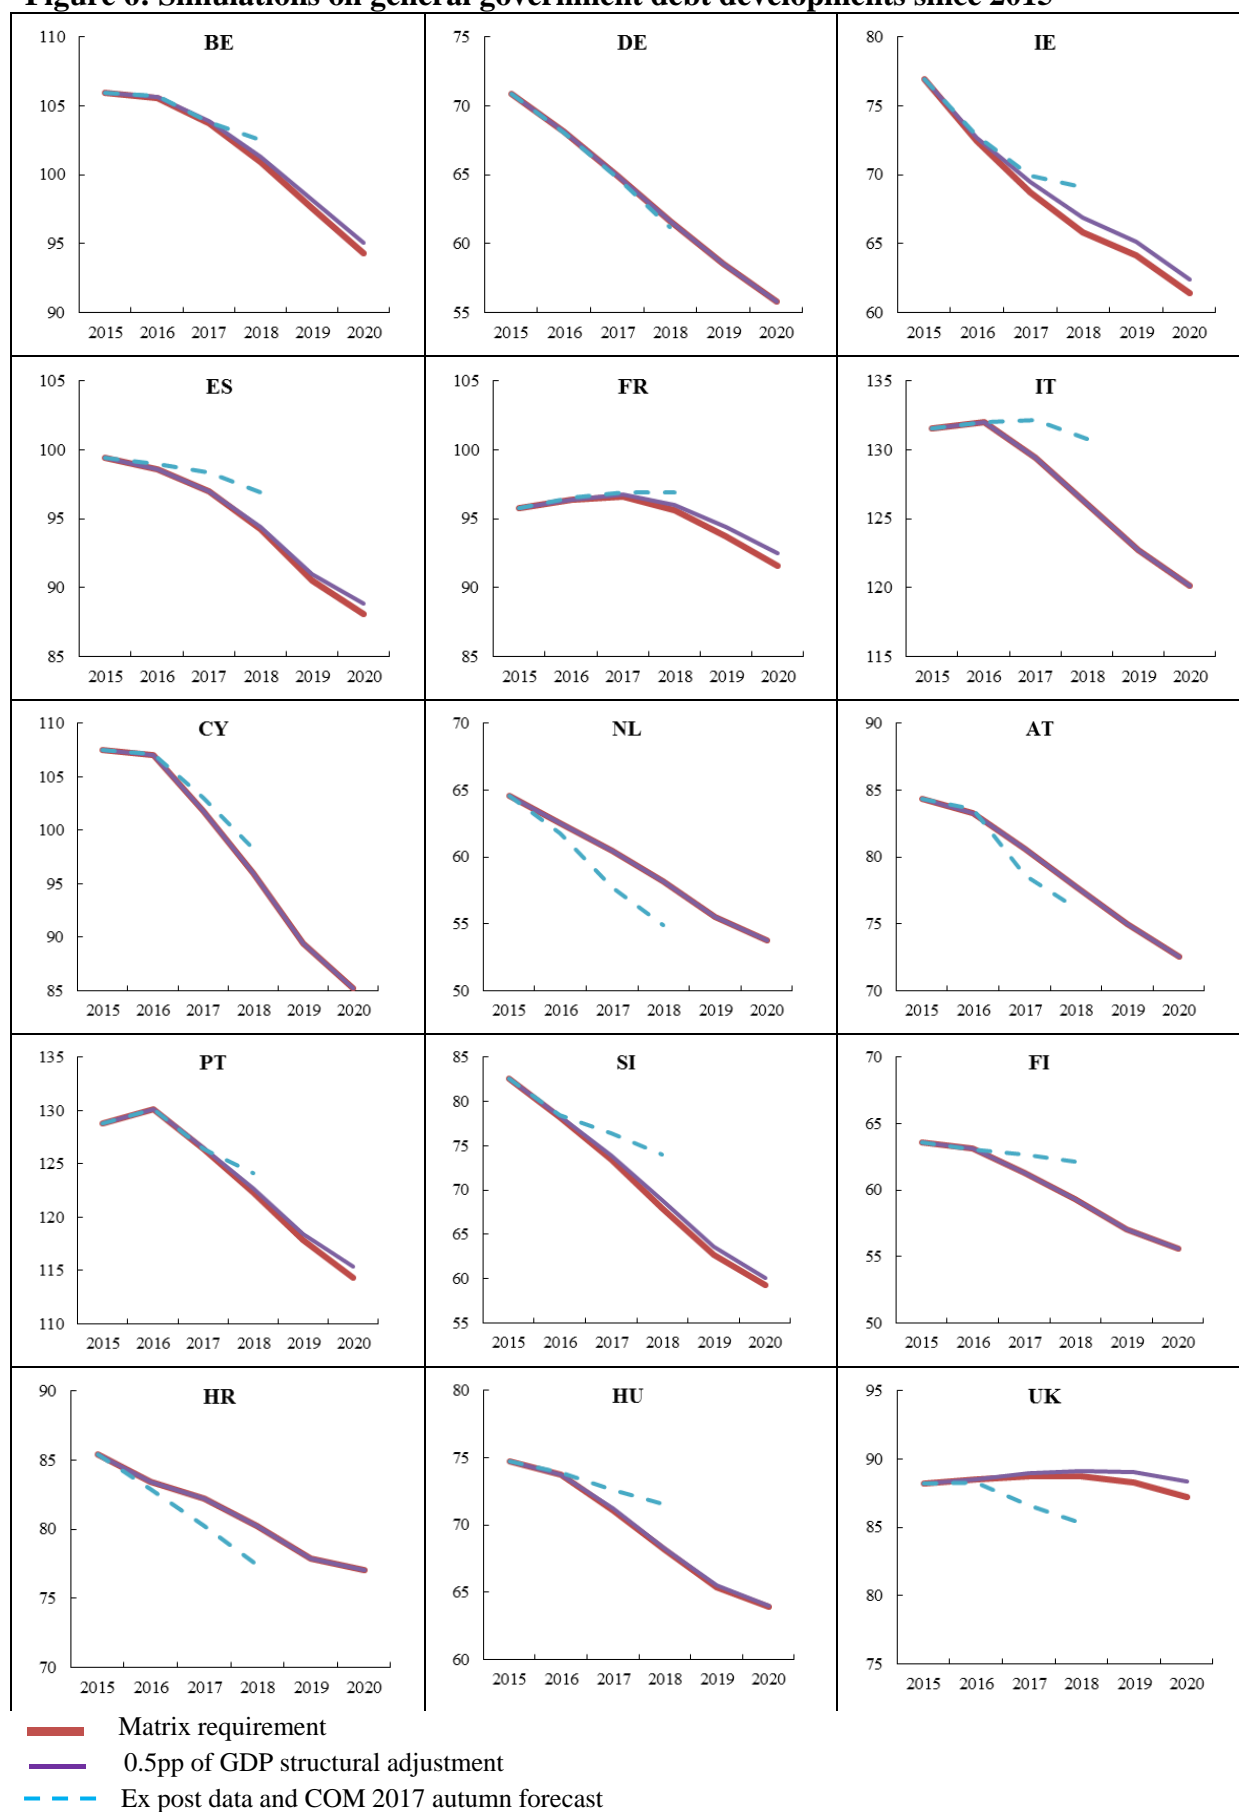 Figure 6: Simulations on general government debt developments since 2015
BE
110
105
100
95
90
2015 2016 2017 2018 2019 2020
DE
75
70
65
60
55
2015 2016 2017 2018 2019 2020
IE
80
75
70
65
60
2015 2016 2017 2018 2019 2020
ES
105
100
95
90
85
2015 2016 2017 2018 2019 2020
FR
105
100
95
90
85
2015 2016 2017 2018 2019 2020
IT
135
130
125
120
115
2015 2016 2017 2018 2019 2020
CY
110
105
100
95
90
85
2015 2016 2017 2018 2019 2020
NL
70
65
60
55
50
2015 2016 2017 2018 2019 2020
AT
90
85
80
75
70
2015 2016 2017 2018 2019 2020
PT
135
130
125
120
115
110
2015 2016 2017 2018 2019 2020
SI
85
80
75
70
65
60
55
2015 2016 2017 2018 2019 2020
FI
70
65
60
55
50
2015 2016 2017 2018 2019 2020
HR
90
85
80
75
70
2015 2016 2017 2018 2019 2020
HU
80
75
70
65
60
2015 2016 2017 2018 2019 2020
UK
95
90
85
80
75
2015 2016 2017 2018 2019 2020
Matrix requirement
0.5pp of GDP structural adjustment
Ex post data and COM 2017 autumn forecast